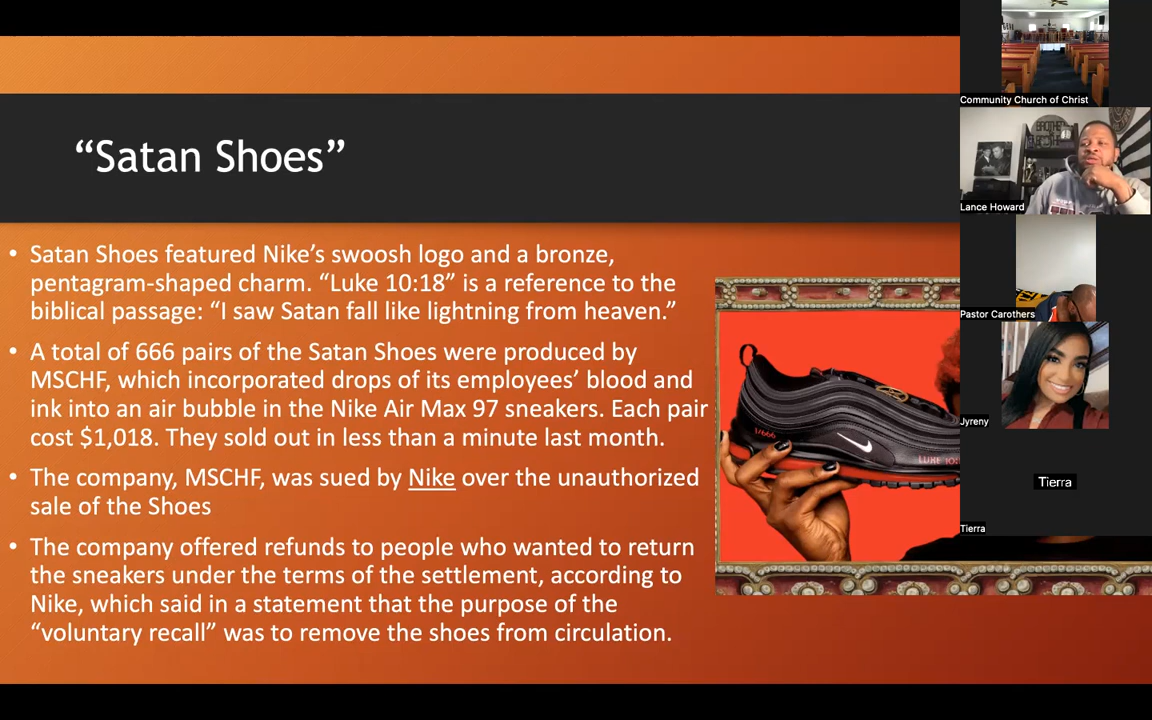 “Satan Shoes”
• Satan Shoes featured Nike’s swoosh logo and a bronze,
pentagram-shaped charm. “Luke 10:18” is a reference to the
biblical passage: “I saw Satan fall like lightning from heaven.”
• A total of 666 pairs of the Satan Shoes were produced by
MSCHF, which incorporated drops of its employees’ blood and
ink into an air bubble in the Nike Air Max 97 sneakers. Each pair
cost $1,018. They sold out in less than a minute last month.
• The company, MSCHF, was sued by Nike over the unauthorized
sale of the Shoes
• The company offered refunds to people who wanted to return
the sneakers under the terms of the settlement, according to
Nike, which said in a statement that the purpose of the
“voluntary recall” was to remove the shoes from circulation.
LUKE 10:
Community Church of Christ
Lance Howard
Pastor Carothers
Jyreny
Tierra
Tierra